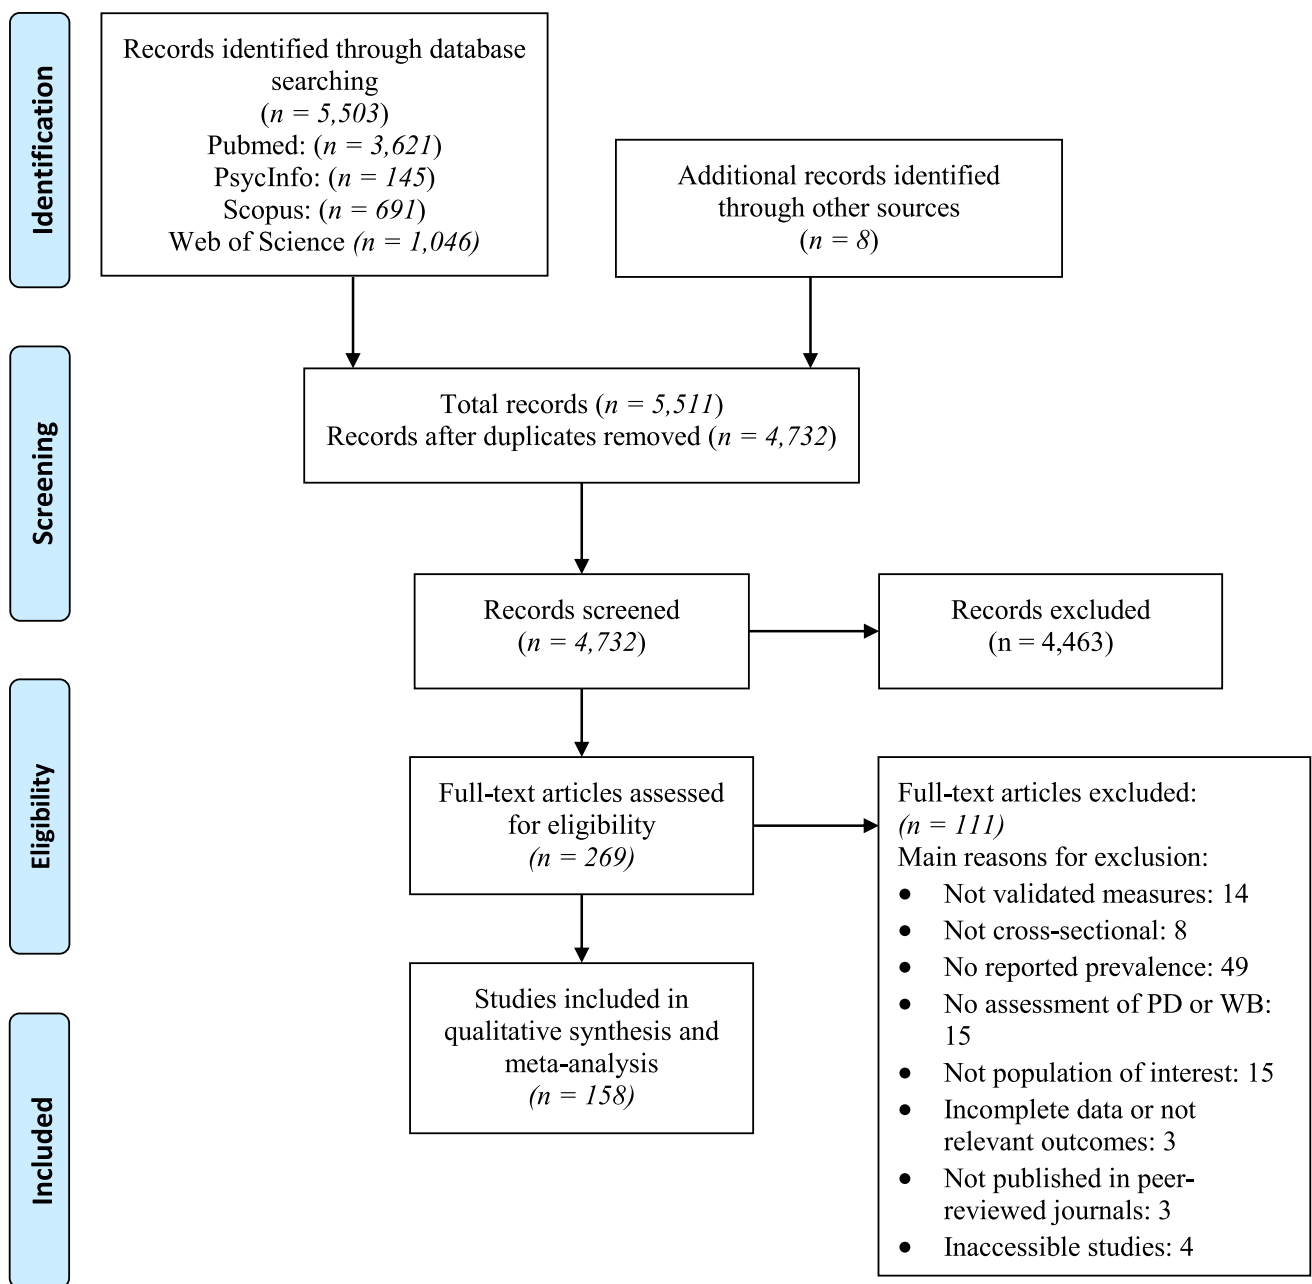 Identification
Records identified through database
searching
(n = 5,503)
Pubmed: (n = 3,621)
PsycInfo: (n = 145)
Scopus: (n = 691)
Web of Science (n = 1,046)
Additional records identified
through other sources
(n = 8)
Screening
Total records (n = 5,511)
Records after duplicates removed (n = 4,732)
Records screened
(n = 4,732)
Records excluded
(n = 4,463)
Eligibility
Full-text articles assessed
for eligibility
(n = 269)
Full-text articles excluded:
(n = 111)
Main reasons for exclusion:
• Not validated measures: 14
• Not cross-sectional: 8
• No reported prevalence: 49
• No assessment of PD or WB:
15
• Not population of interest: 15
• Incomplete data or not
relevant outcomes: 3
• Not published in peer-
reviewed journals: 3
• Inaccessible studies: 4
Included
Studies included in
qualitative synthesis and
meta-analysis
(n = 158)